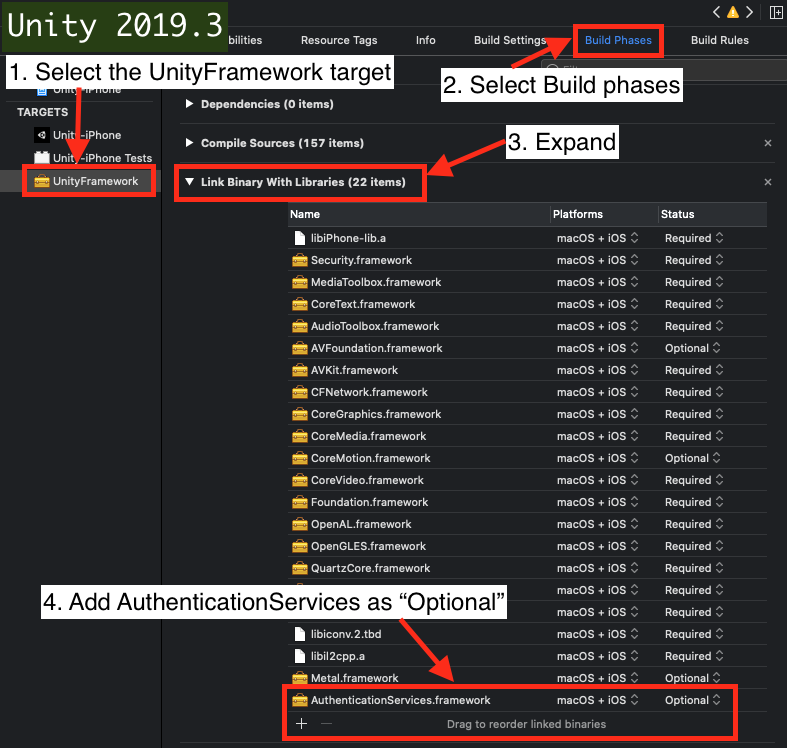 Unity 2019.3
bilities Resource Tags Info Build Settings Build Phases Build Rules
1. Select the UnityFramework target
2. Select Build phases
Unity-iPhone
TARGETS
Dependencies (0 items)
Unity-iPhone
Compile Sources (157 items)
3. Expand
Unity-iPhone Tests
UnityFramework
Link Binary With Libraries (22 items)
Name Platforms Status
libiPhone-lib.a macOS + iOS Required
Security.framework macOS + iOS Required
MediaToolbox.framework macOS + iOS Required
CoreText.framework macOS + iOS Required
AudioToolbox.framework macOS + iOS Required
AVFoundation.framework macOS + iOS Optional
AVKit.framework macOS + iOS Required
CFNetwork.framework macOS + iOS Required
CoreGraphics.framework macOS + iOS Required
CoreMedia.framework macOS + iOS Required
CoreMotion.framework macOS + iOS Optional
CoreVideo.framework macOS + iOS Required
Foundation.framework macOS + iOS Required
OpenAL.framework macOS + iOS Required
OpenGLES.framework macOS + iOS Required
QuartzCore.framework macOS + iOS Required
macOS + iOS Required
4. Add AuthenticationServices as “Optional”
macOS + iOS Required
libiconv.2.tbd macOS + iOS Required
libil2cpp.a macOS + iOS Required
Metal.framework macOS + iOS Optional
AuthenticationServices.framework macOS + iOS Optional
Drag to reorder linked binaries